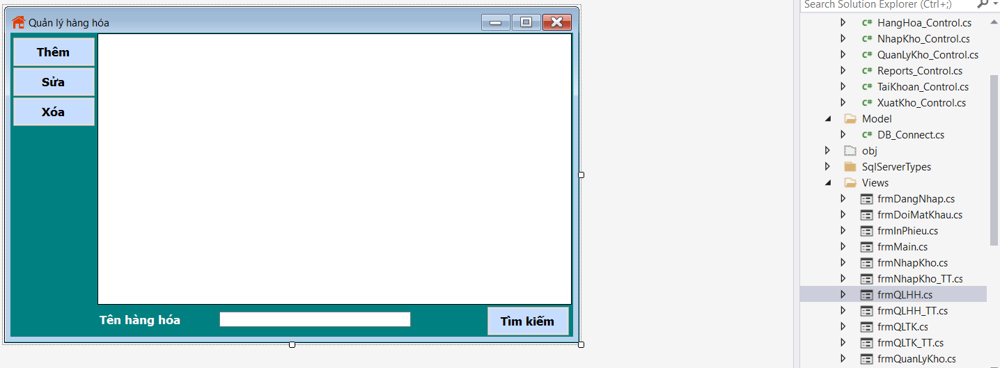 Quản lý hàng hóa
Thêm
Sửa
Xóa
Tên hàng hóa
Tìm kiếm
Search Solution Explorer (Ctrl+;)
C# HangHoa_Control.cs
C# NhapKho_Control.cs
C# QuanLyKho_Control.cs
C# Reports_Control.cs
C# TaiKhoan_Control.cs
C# XuatKho_Control.cs
Model
C# DB_Connect.cs
obj
SqlServerTypes
Views
frmDangNhap.cs
frmDoiMatKhau.cs
frmInPhieu.cs
frmMain.cs
frmNhapKho.cs
frmNhapKho_TT.cs
frmQLHH.cs
frmQLHH_TT.cs
frmQLTK.cs
frmQLTK_TT.cs
frmQuanLyKho.cs